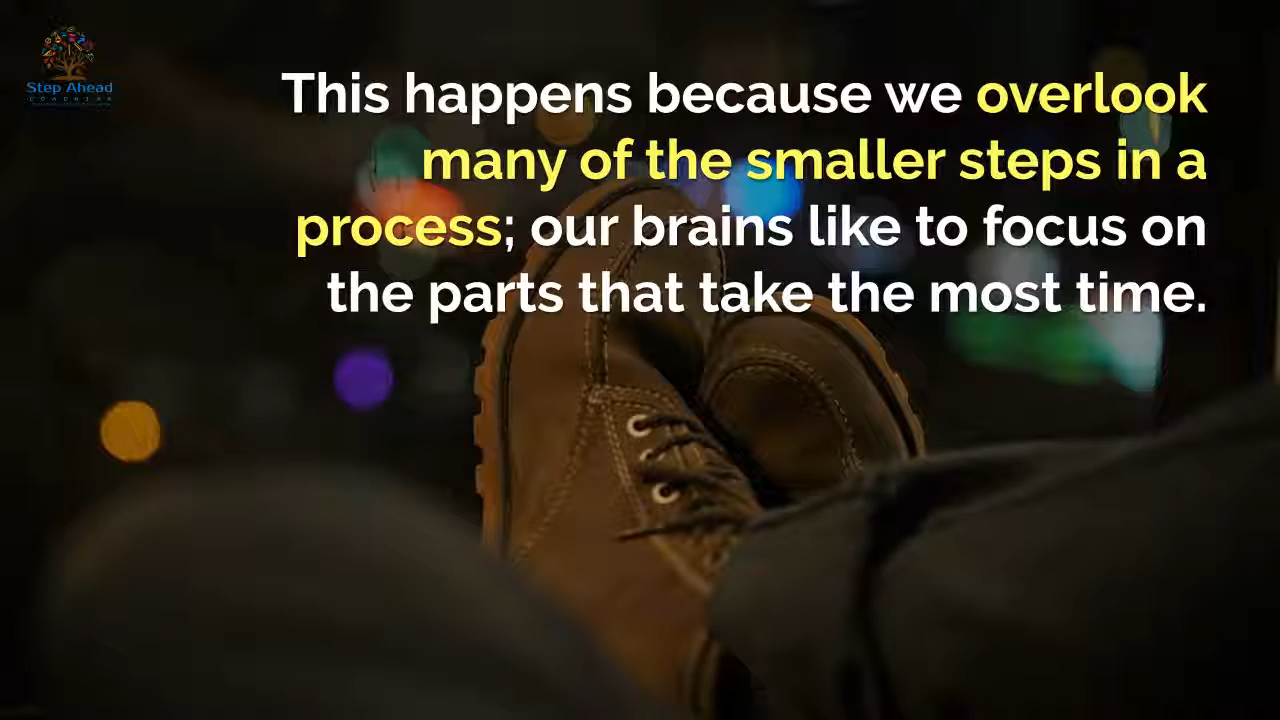 Step Ahead
COACHING
This happens because we overlook
many of the smaller steps in a
process; our brains like to focus on
the parts that take the most time.